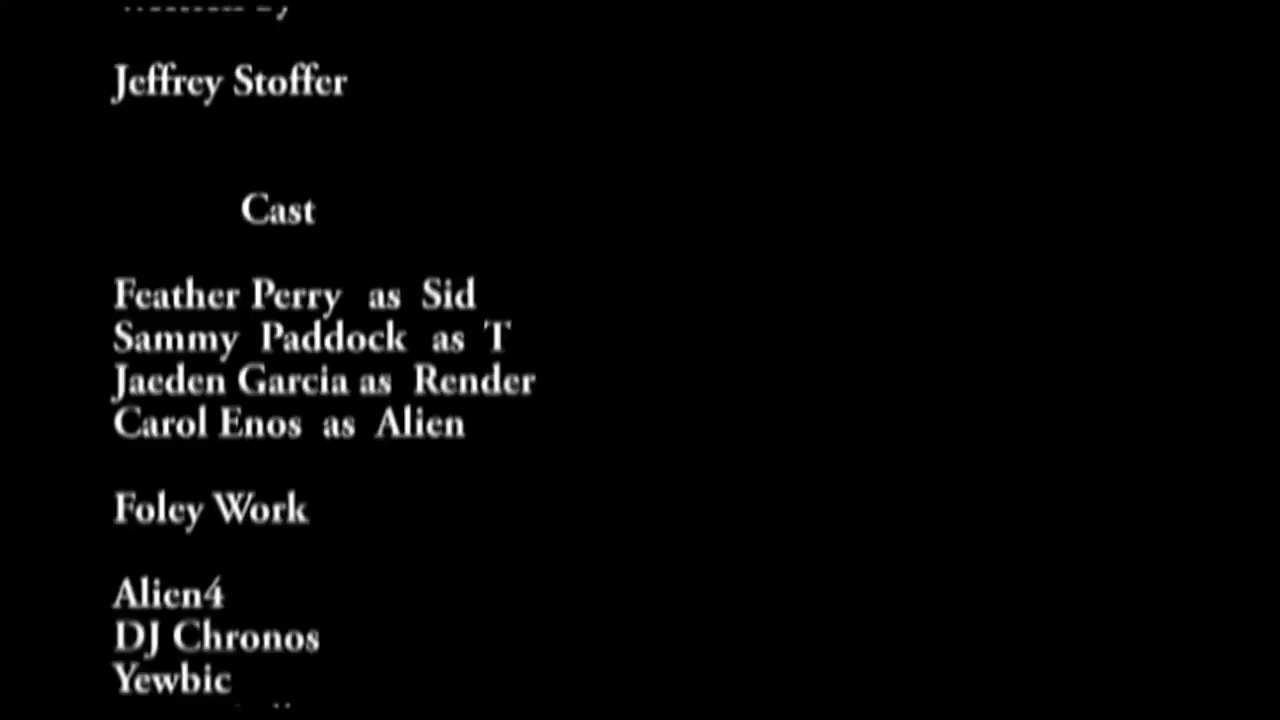 Jeffrey Stoffer
Cast
Feather Perry as Sid
Sammy Paddock as T
Jaeden Garcia as Render
Carol Enos as Alien
Foley Work
Alien4
DJ Chronos
Yewbic